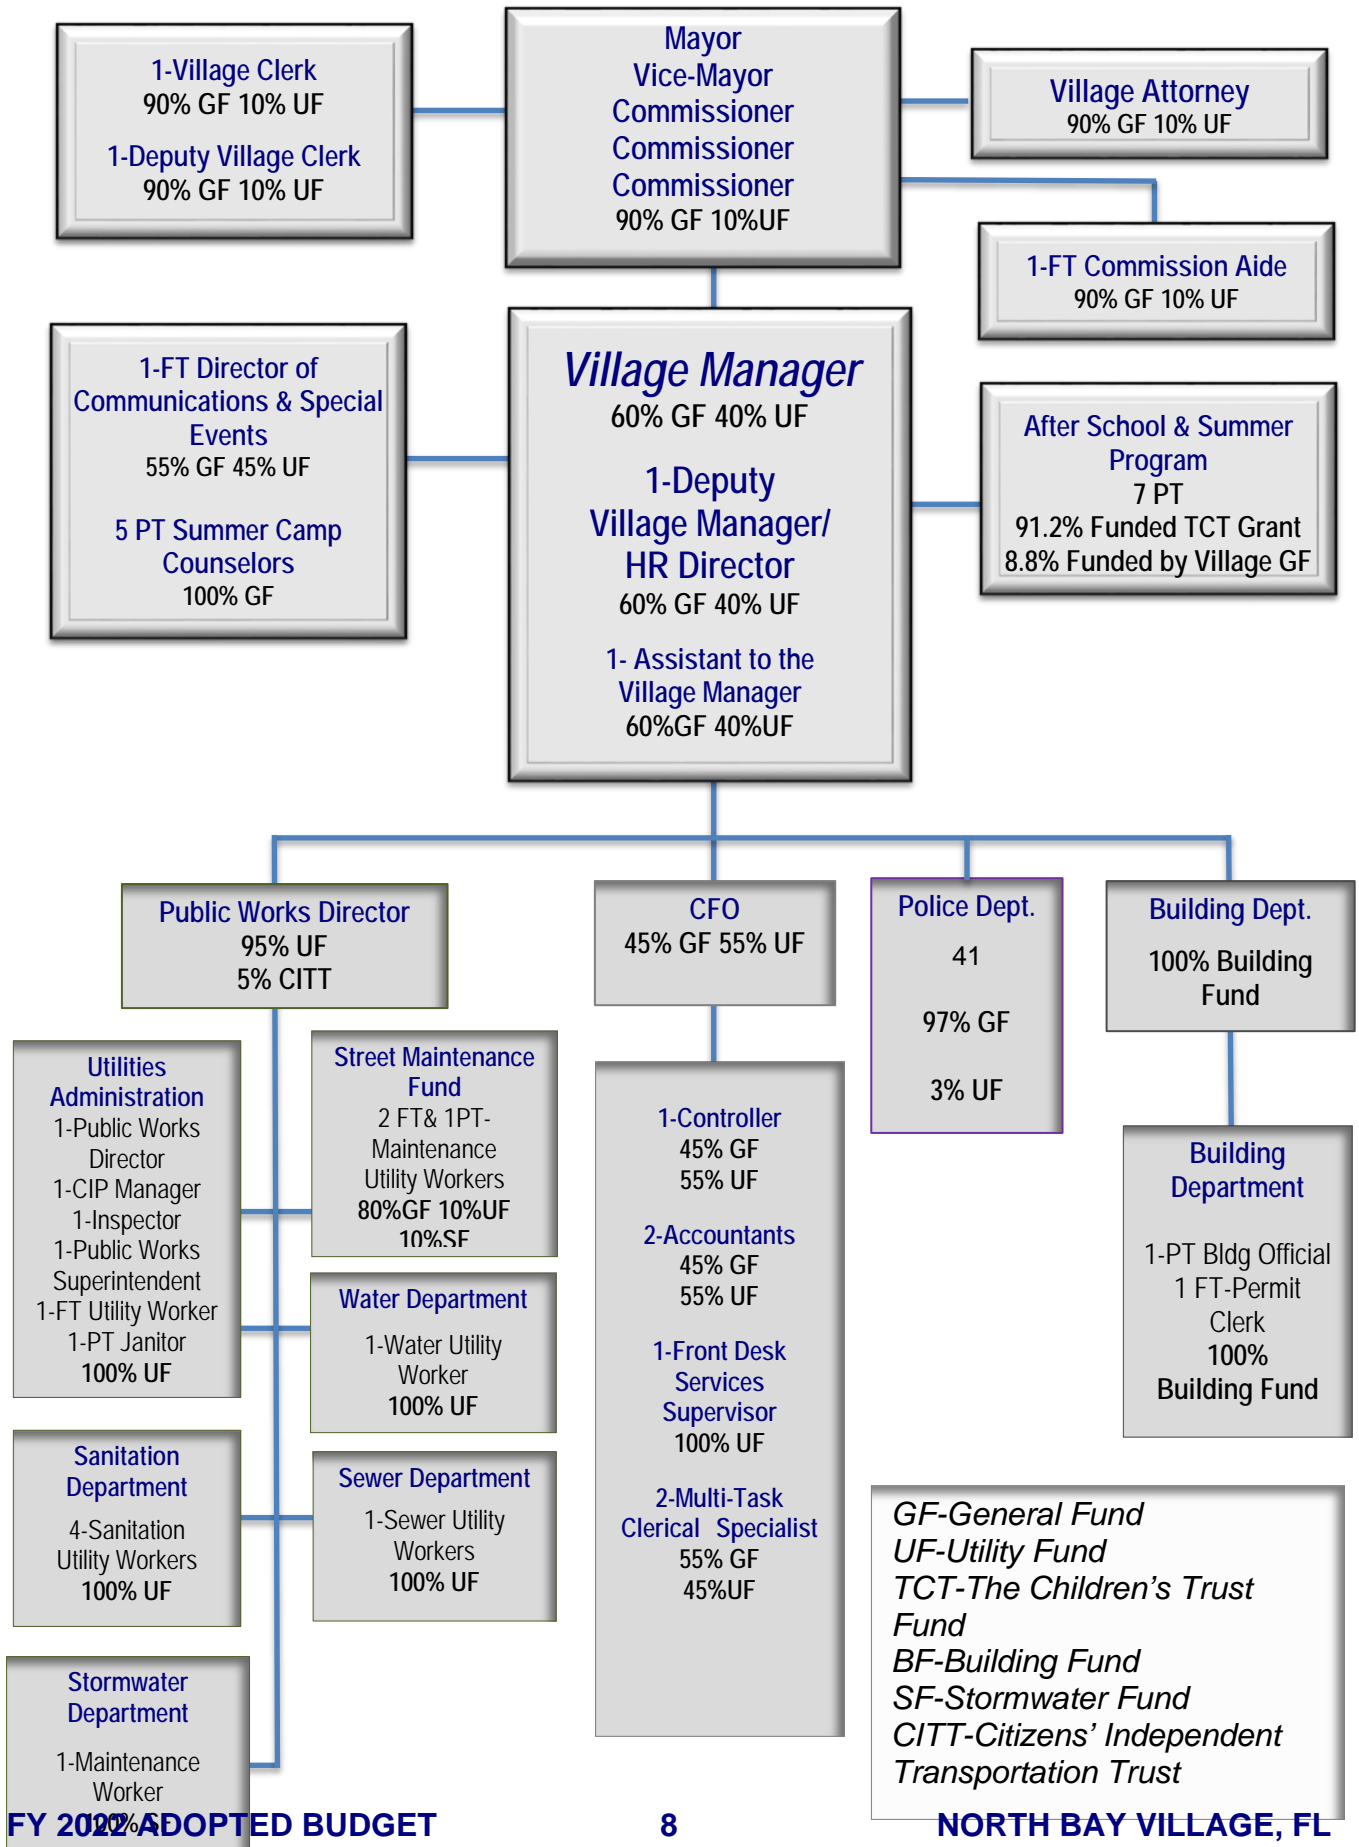 1-Village Clerk
90% GF 10% UF
1-Deputy Village Clerk
90% GF 10% UF
Mayor
Vice-Mayor
Commissioner
Commissioner
Commissioner
90% GF 10%UF
Village Attorney
90% GF 10% UF
1-FT Commission Aide
90% GF 10% UF
1-FT Director of
Communications & Special
Events
55% GF 45% UF
5 PT Summer Camp
Counselors
100% GF
Village Manager
60% GF 40% UF
1-Deputy
Village Manager/
HR Director
60% GF 40% UF
1- Assistant to the
Village Manager
60%GF 40%UF
After School & Summer
Program
7 PT
91.2% Funded TCT Grant
8.8% Funded by Village GF
Public Works Director
95% UF
5% CITT
CFO
45% GF 55% UF
Police Dept.
41
97% GF
3% UF
Building Dept.
100% Building
Fund
Utilities
Administration
1-Public Works
Director
1-CIP Manager
1-Inspector
1-Public Works
Superintendent
1-FT Utility Worker
1-PT Janitor
100% UF
Street Maintenance
Fund
2 FT& 1PT-
Maintenance
Utility Workers
80%GF 10%UF
10%SF
Water Department
1-Water Utility
Worker
100% UF
Sanitation
Department
4-Sanitation
Utility Workers
100% UF
Sewer Department
1-Sewer Utility
Workers
100% UF
Stormwater
Department
1-Maintenance
Worker
100% SF
1-Controller
45% GF
55% UF
2-Accountants
45% GF
55% UF
1-Front Desk
Services
Supervisor
100% UF
2-Multi-Task
Clerical Specialist
55% GF
45%UF
Building
Department
1-PT Bldg Official
1 FT-Permit
Clerk
100%
Building Fund
GF-General Fund
UF-Utility Fund
TCT-The Children's Trust
Fund
BF-Building Fund
SF-Stormwater Fund
CITT-Citizens' Independent
Transportation Trust
FY 2022 ADOPTED BUDGET 8 NORTH BAY VILLAGE, FL